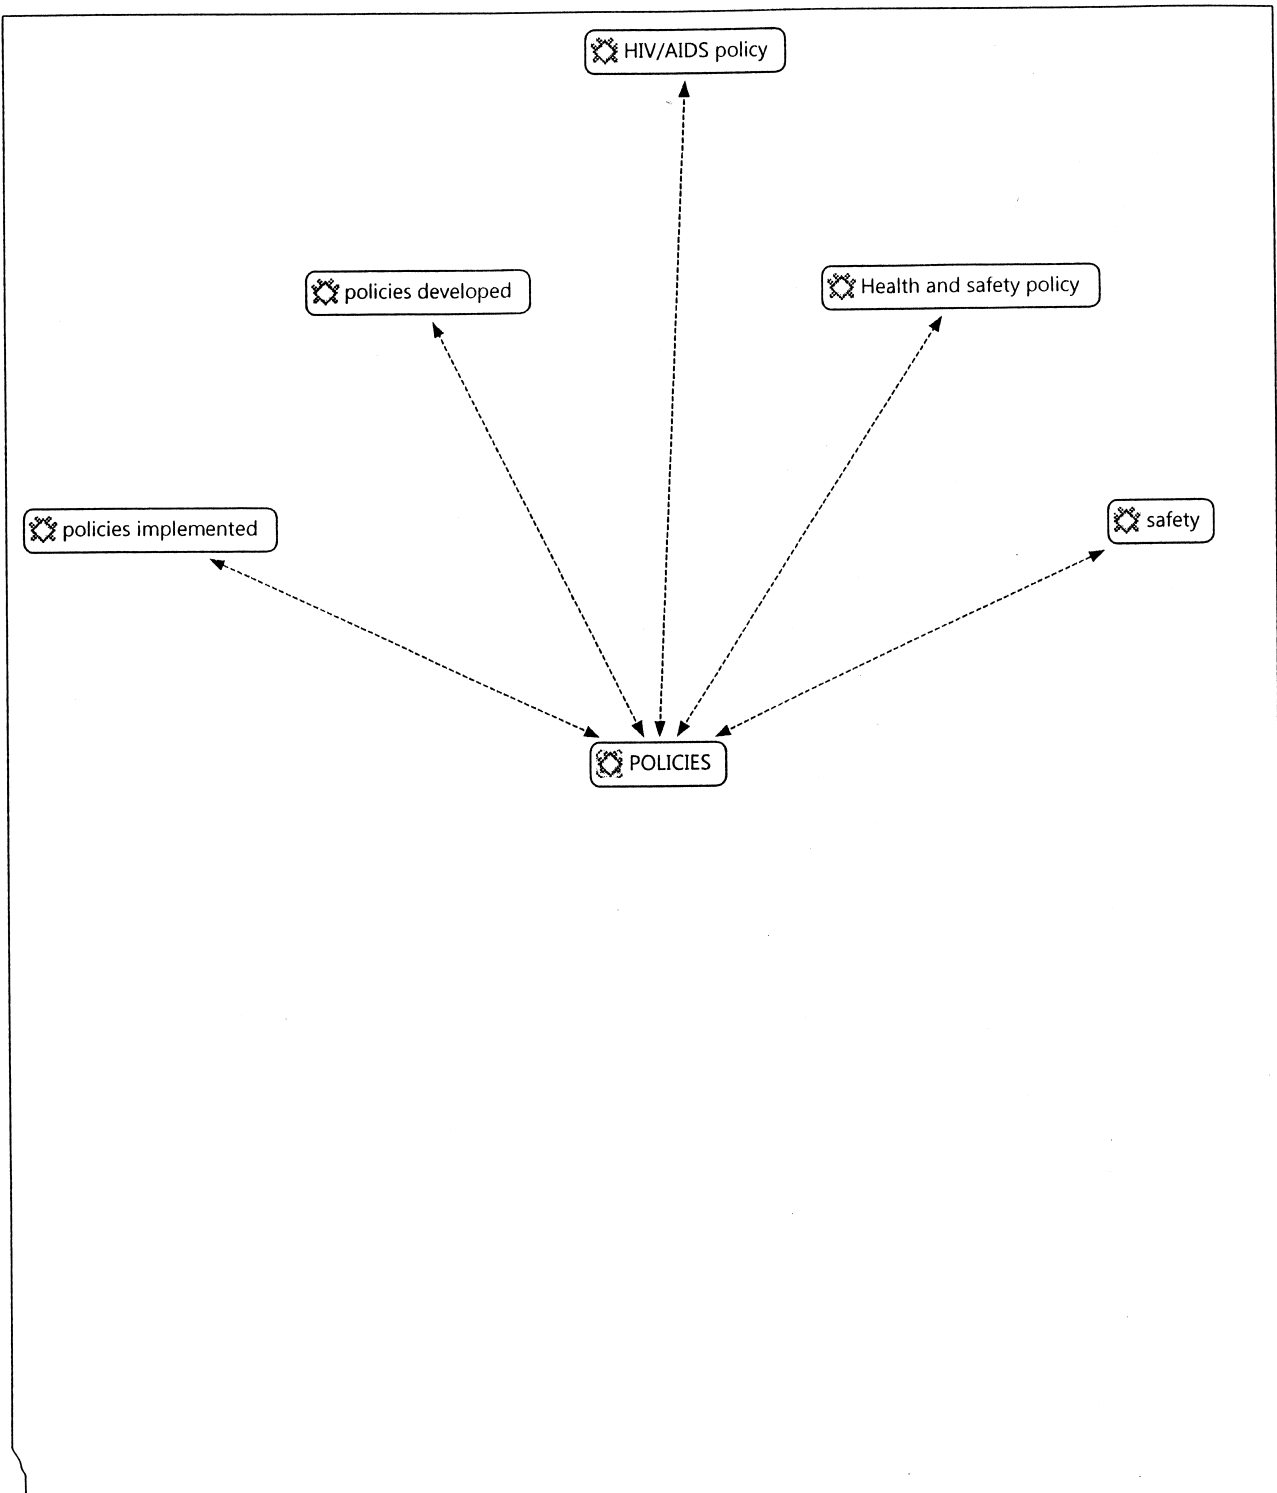 HIV/AIDS policy
policies developed
Health and safety policy
policies implemented
safety
POLICIES